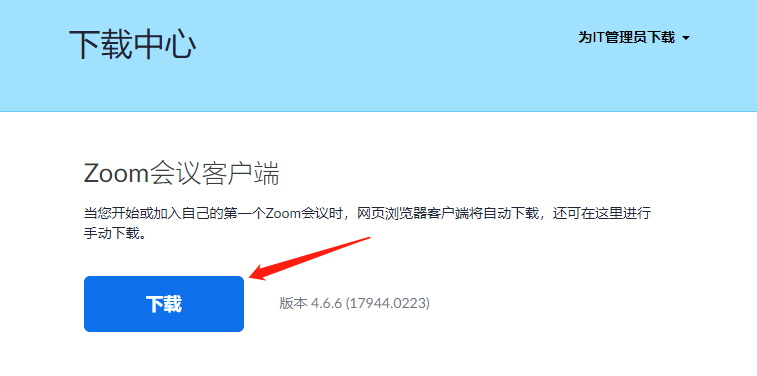 下载中心
为IT管理员下载
Zoom会议客户端
当您开始或加入自己的第一个Zoom会议时，网页浏览器客户端将自动下载，还可在这里进行
手动下载。
下载
版本 4.6.6 (17944.0223)